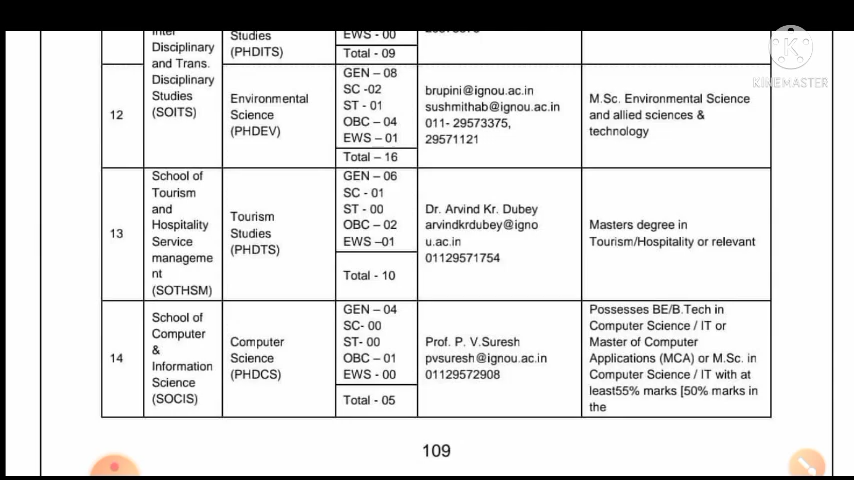 Inter
Disciplinary
and Trans.
Disciplinary
Studies
(SOITS)
Studies
(PHDITS)
EWS - 00
Total - 09
KINEMASTER
12
Environmental
Science
(PHDEV)
GEN – 08
SC -02
ST - 01
OBC – 04
EWS – 01
Total – 16
brupini@ignou.ac.in
sushmithab@ignou.ac.in
011- 29573375,
29571121
M.Sc. Environmental Science
and allied sciences &
technology
13
School of
Tourism
and
Hospitality
Service
manageme
nt
(SOTHSM)
Tourism
Studies
(PHDTS)
GEN – 06
SC - 01
ST - 00
OBC – 02
EWS –01
Total - 10
Dr. Arvind Kr. Dubey
arvindkrdubey@igno
u.ac.in
01129571754
Masters degree in
Tourism/Hospitality or relevant
14
School of
Computer
&
Information
Science
(SOCIS)
Computer
Science
(PHDCS)
GEN – 04
SC- 00
ST- 00
OBC – 01
EWS - 00
Total - 05
Prof. P. V.Suresh
pvsuresh@ignou.ac.in
01129572908
Possesses BE/B.Tech in
Computer Science / IT or
Master of Computer
Applications (MCA) or M.Sc. in
Computer Science / IT with at
least55% marks [50% marks in
the
109